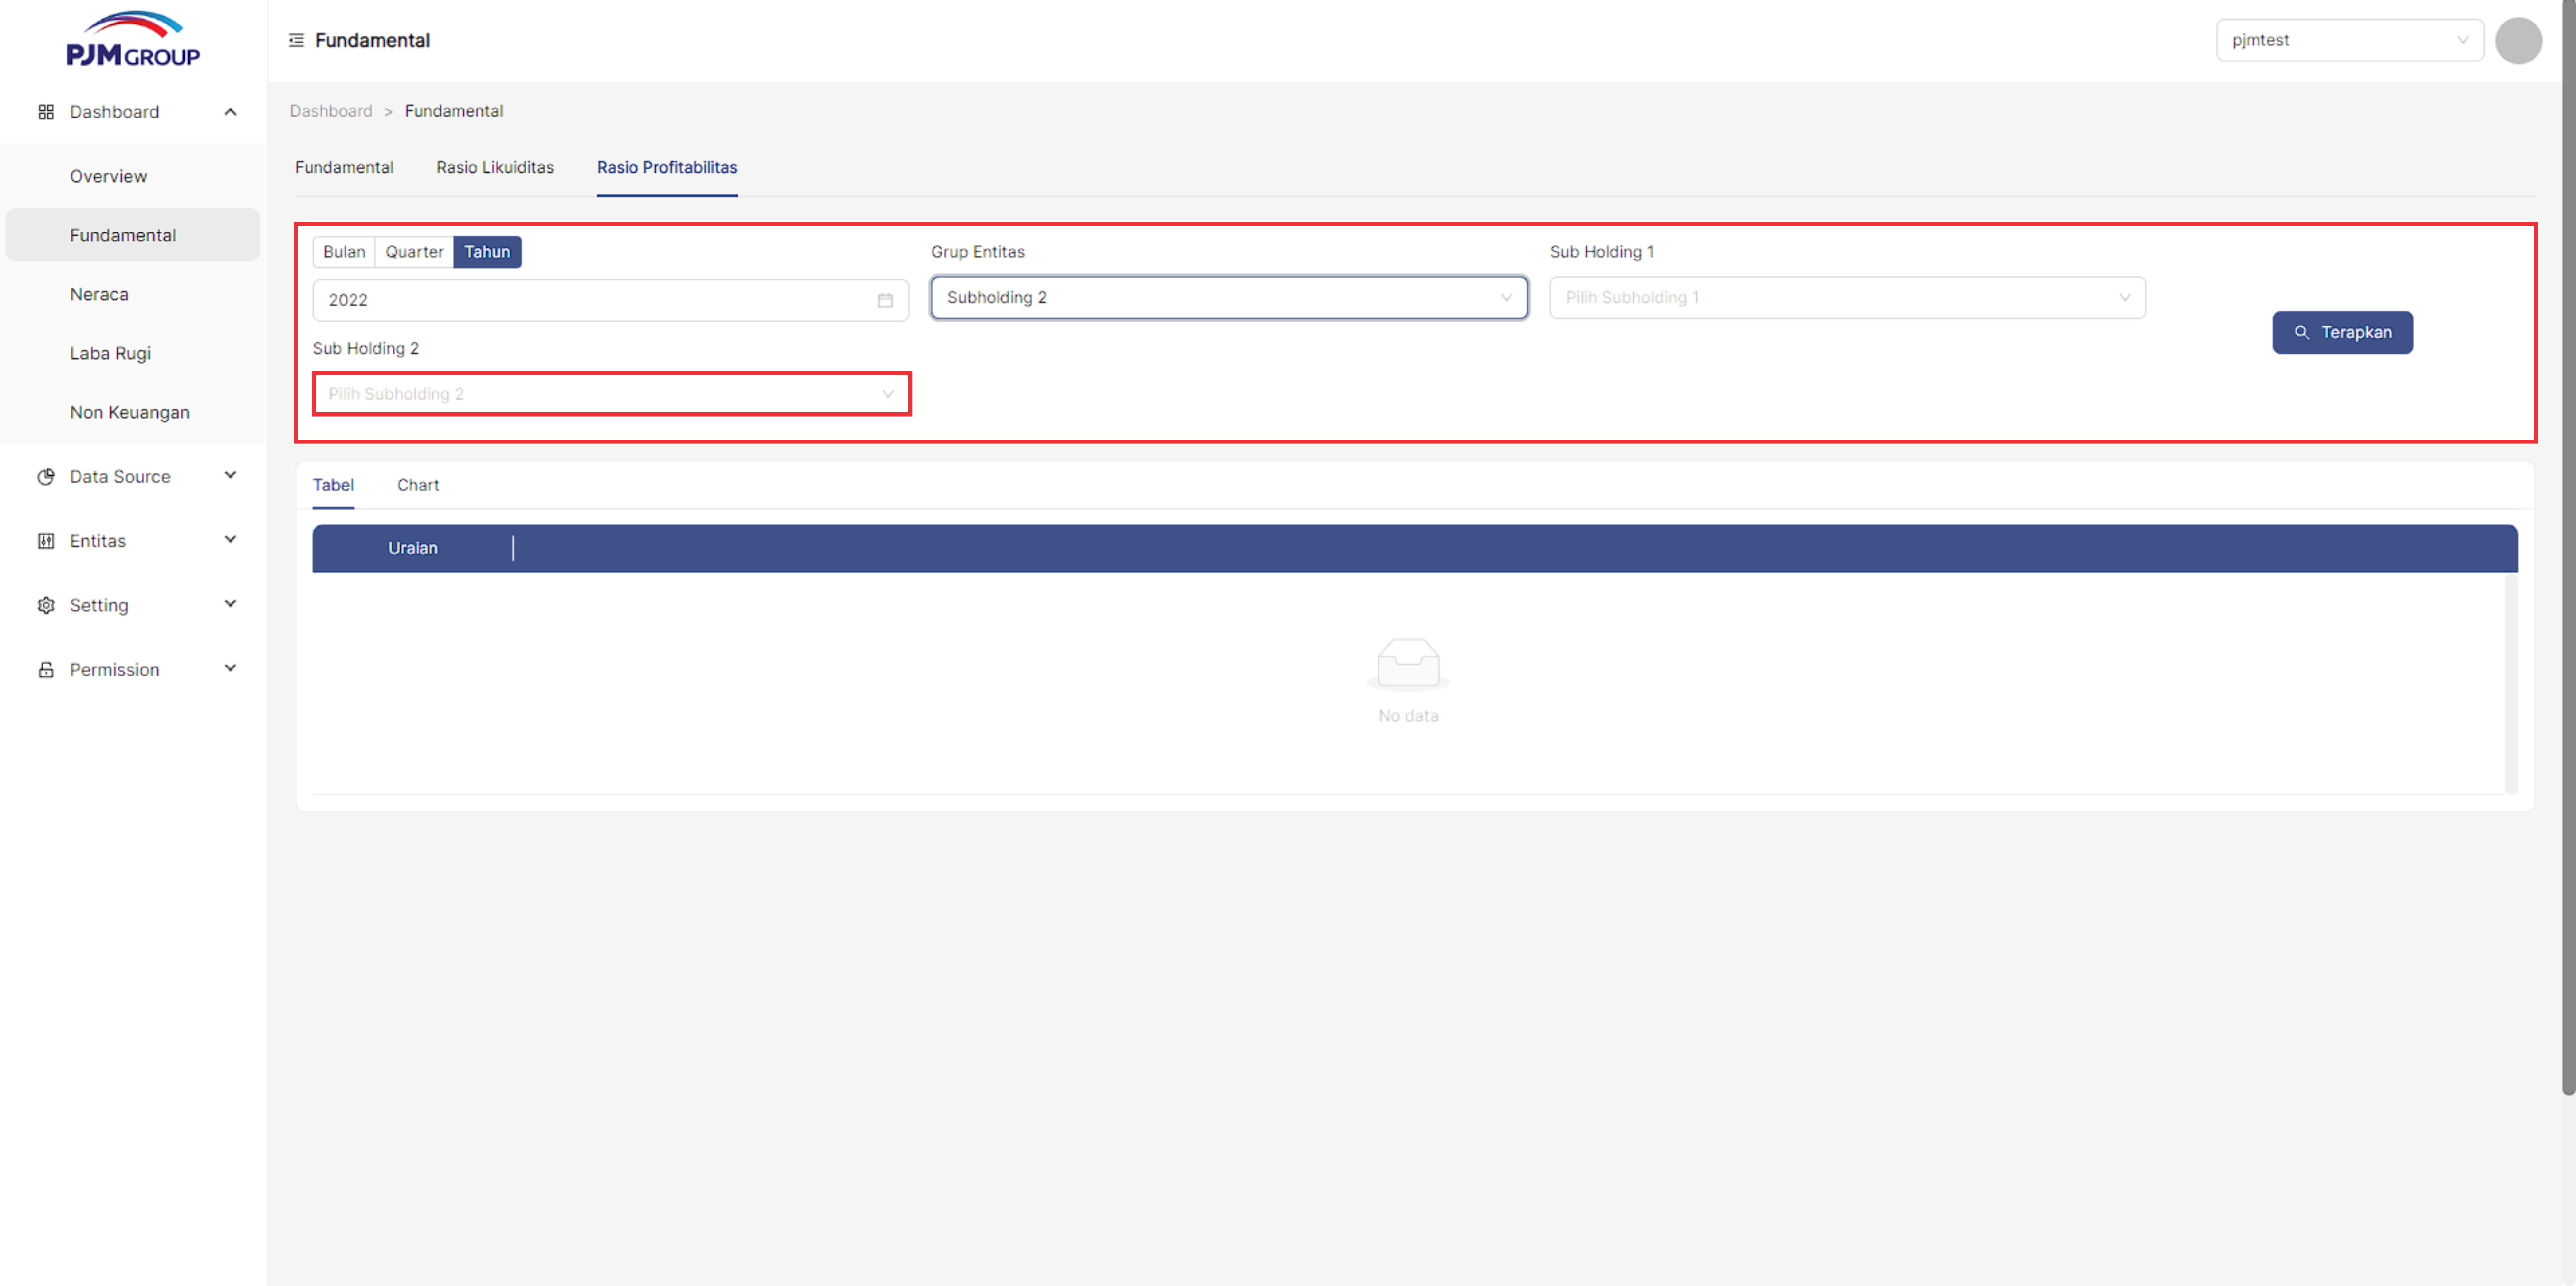 PJM GROUP
Fundamental
pjmtest
Dashboard
Overview
Fundamental
Neraca
Laba Rugi
Non Keuangan
Data Source
Entitas
Setting
Permission
Dashboard > Fundamental
Fundamental Rasio Likuiditas Rasio Profitabilitas
Bulan Quarter Tahun
2022
Grup Entitas
Subholding 2
Sub Holding 1
Pilih Subholding 1
Sub Holding 2
Pilih Subholding 2
Terapkan
Tabel Chart
Uraian
No data